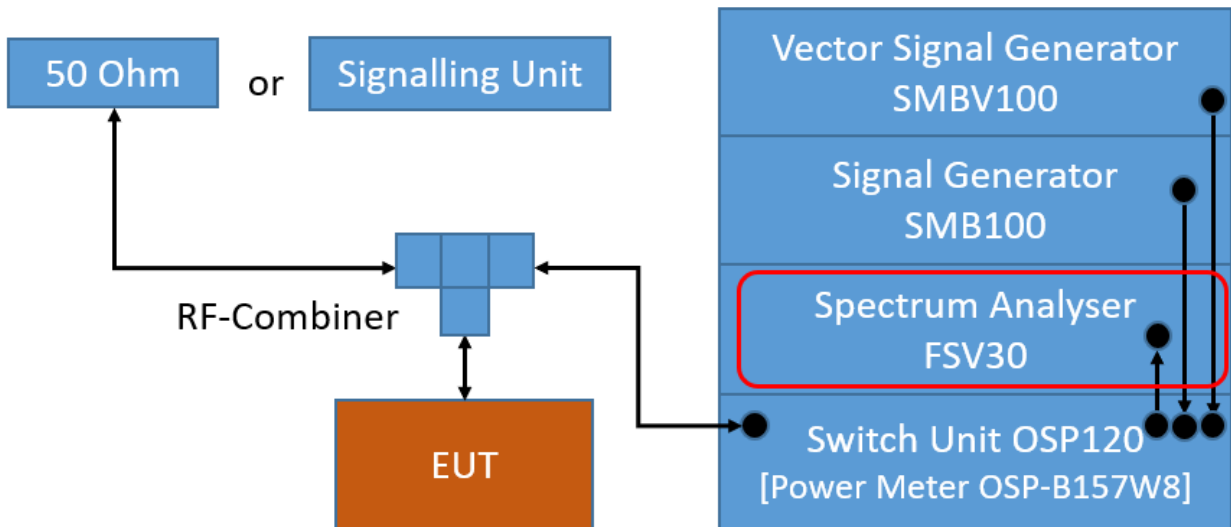 50 Ohm
or
Signalling Unit
RF-Combiner
EUT
Vector Signal Generator
SMBV100
Signal Generator
SMB100
Spectrum Analyser
FSV30
Switch Unit OSP120
[Power Meter OSP-B157W8]